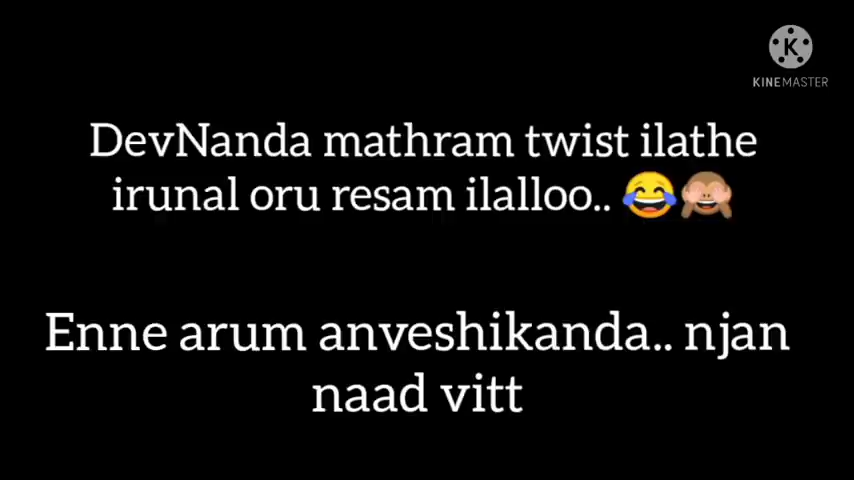 KINEMASTER
DevNanda mathram twist ilathe
irunal oru resam ilalloo.. 😂🙈
Enne arum anveshikanda.. njan
naad vitt